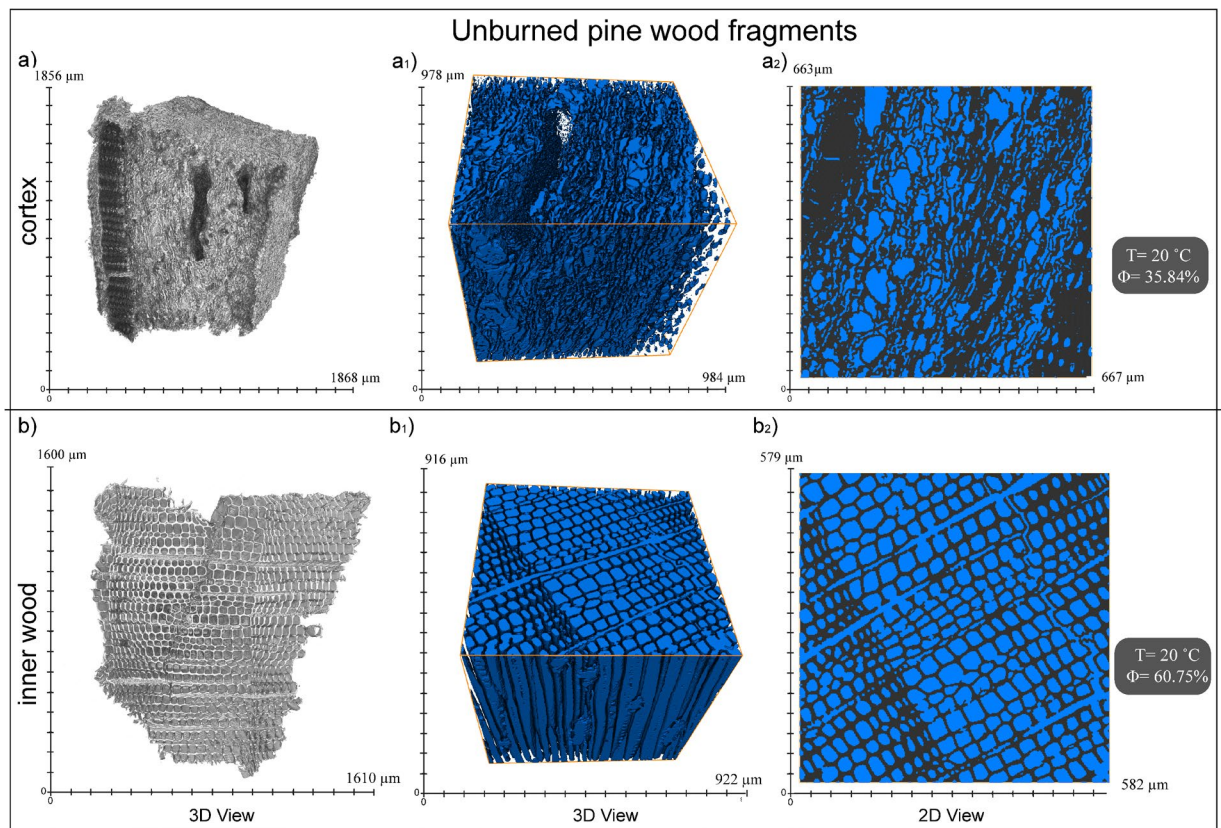 Unburned pine wood fragments
a)
a1)
a2)
1856 µm
978 µm
663µm
cortex
T= 20 ˚C
Φ= 35.84%
0
1868 µm
0
984 µm
0
667 µm
b)
b1)
b2)
1600 µm
916 µm
579 µm
inner wood
T= 20 ˚C
Φ= 60.75%
0
1610 µm
0
922 µm
0
582 µm
3D View
3D View
2D View